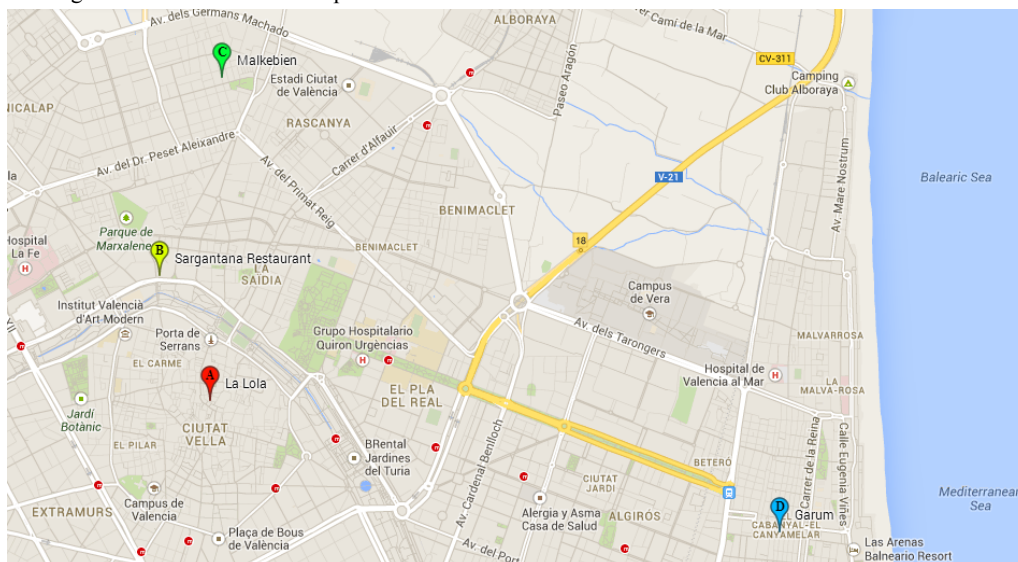 ALBORAYA
Av. dels Germans Machado
Camí de la Mar
C
Malkebien
CV-311
Camping
Club Alboraya
Estadi Ciutat
de València
Paseo Aragón
NICALAP
RASCANYA
Carrer d'Alfauir
Av. del Dr. Peset Aleixandre
la
Av. del Primat Reig
V-21
Balearic Sea
Av. Mare Nostrum
BENIMACLET
Parque de
Marxalene
Hospital
La Fe
H
B
Sargantana Restaurant
BENIMACLET
18
LA
SAÏDIA
Campus
de Vera
Institut Valencià
d'Art Modern
Porta de
Serrans
Grupo Hospitalario
Quiron Urgències
H
Av. dels Tarongers
MALVARROSA
EL CARME
A
La Lola
EL PLA
DEL REAL
Hospital de
Valencia al Mar
H
LA
MALVA-ROSA
Jardí
Botànic
CIUTAT
VELLA
EL PILAR
BRental
Jardines
del Turia
Av. Cardenal Benlloch
Carrer de la Reina
Calle Eugenia Viñes
BETERÓ
CIUTAT
JARDI
Campus de
Valencia
EXTRAMURS
Plaça de Bous
de València
Alergia y Asma
Casa de Salud
ALGIRÓS
D
Garum
CABANYAL-EL
CANYAMELAR
Mediterranean
Sea
Av. del Port
Las Arenas
Balneario Resort